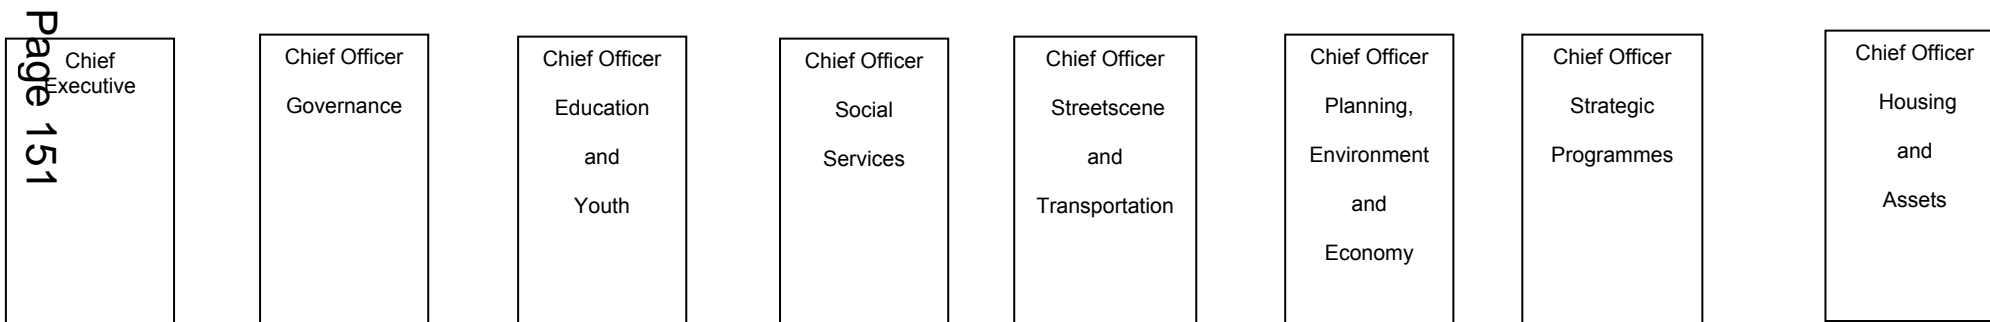 Page 151
Chief
Executive
Chief Officer
Governance
Chief Officer
Education
and
Youth
Chief Officer
Social
Services
Chief Officer
Streetscene
and
Transportation
Chief Officer
Planning,
Environment
and
Economy
Chief Officer
Strategic
Programmes
Chief Officer
Housing
and
Assets